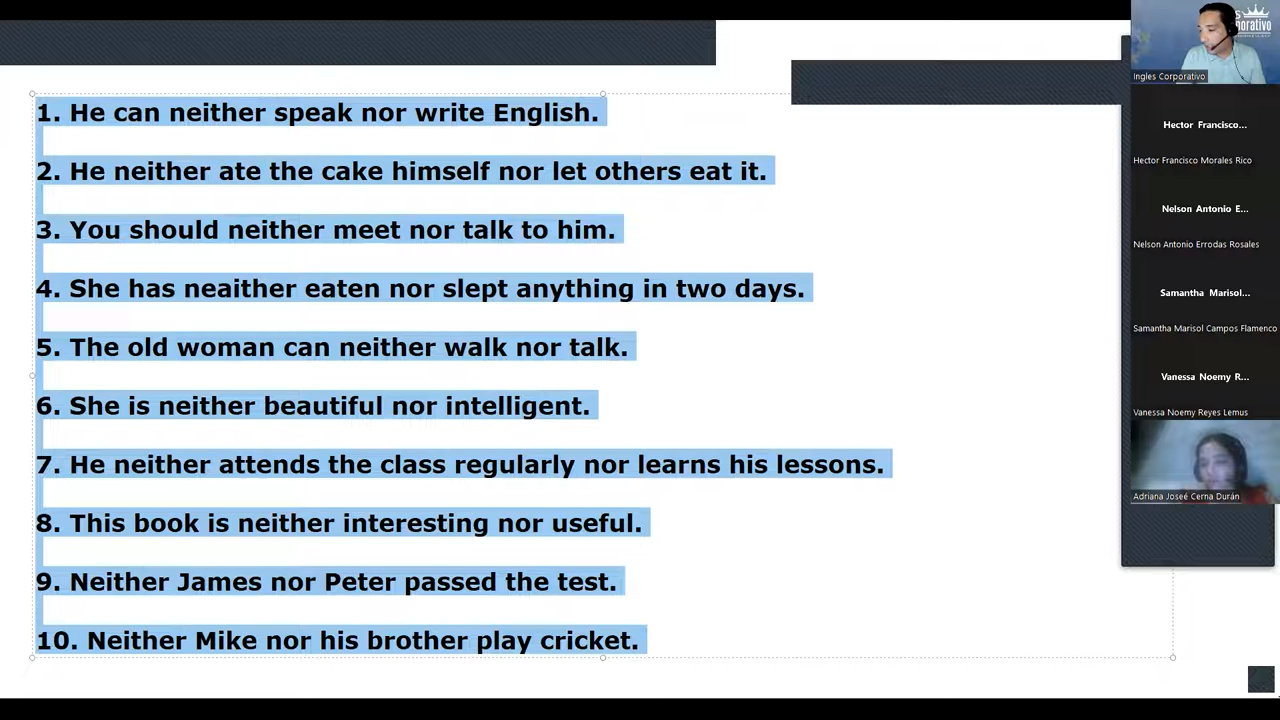 1. He can neither speak nor write English.
2. He neither ate the cake himself nor let others eat it.
3. You should neither meet nor talk to him.
4. She has neaither eaten nor slept anything in two days.
5. The old woman can neither walk nor talk.
6. She is neither beautiful nor intelligent.
7. He neither attends the class regularly nor learns his lessons.
8. This book is neither interesting nor useful.
9. Neither James nor Peter passed the test.
10. Neither Mike nor his brother play cricket.
Ingles Corporativo
Hector Francisco...
Hector Francisco Morales Rico
Nelson Antonio E...
Nelson Antonio Errodas Rosales
Samantha Marisol...
Samantha Marisol Campos Flamenco
Vanessa Noemy R...
Vanessa Noemy Reyes Lemus
Adriana Joseé Cerna Durán